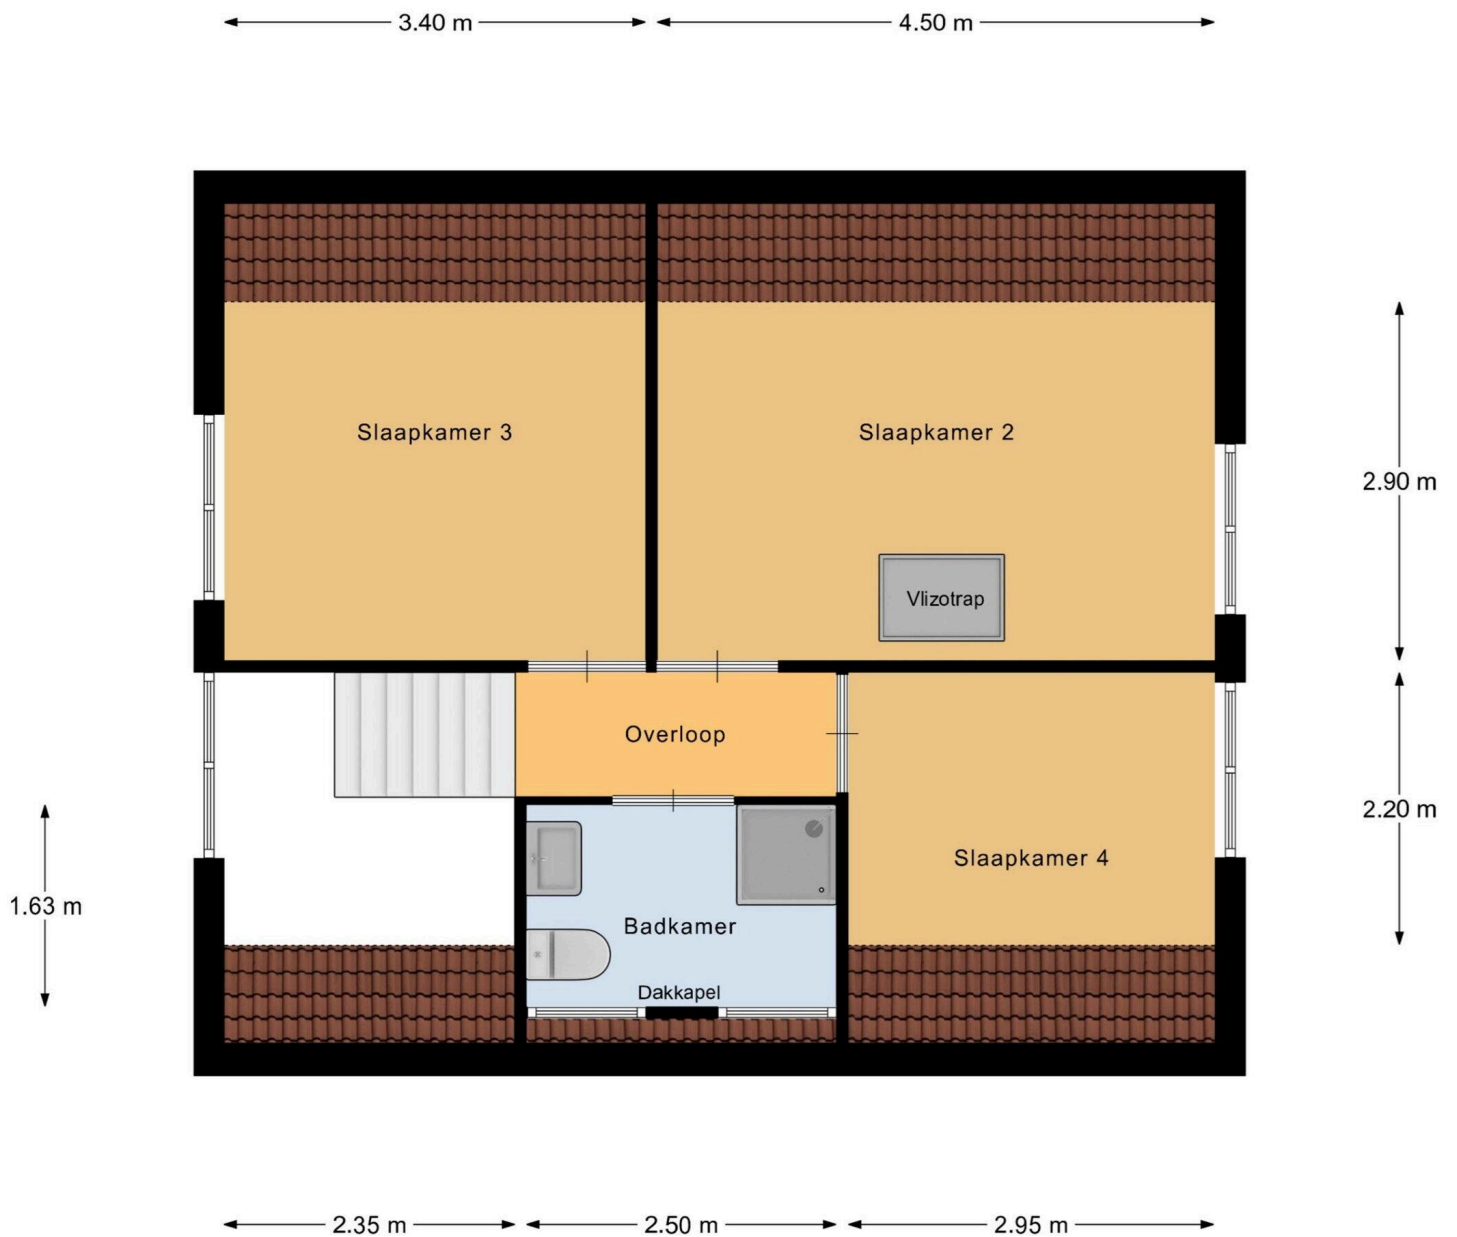 3.40 m
4.50 m
Slaapkamer 3
Slaapkamer 2
2.90 m
Vlizotrap
Overloop
2.20 m
Slaapkamer 4
1.63 m
Badkamer
Dakkapel
2.35 m
2.50 m
2.95 m